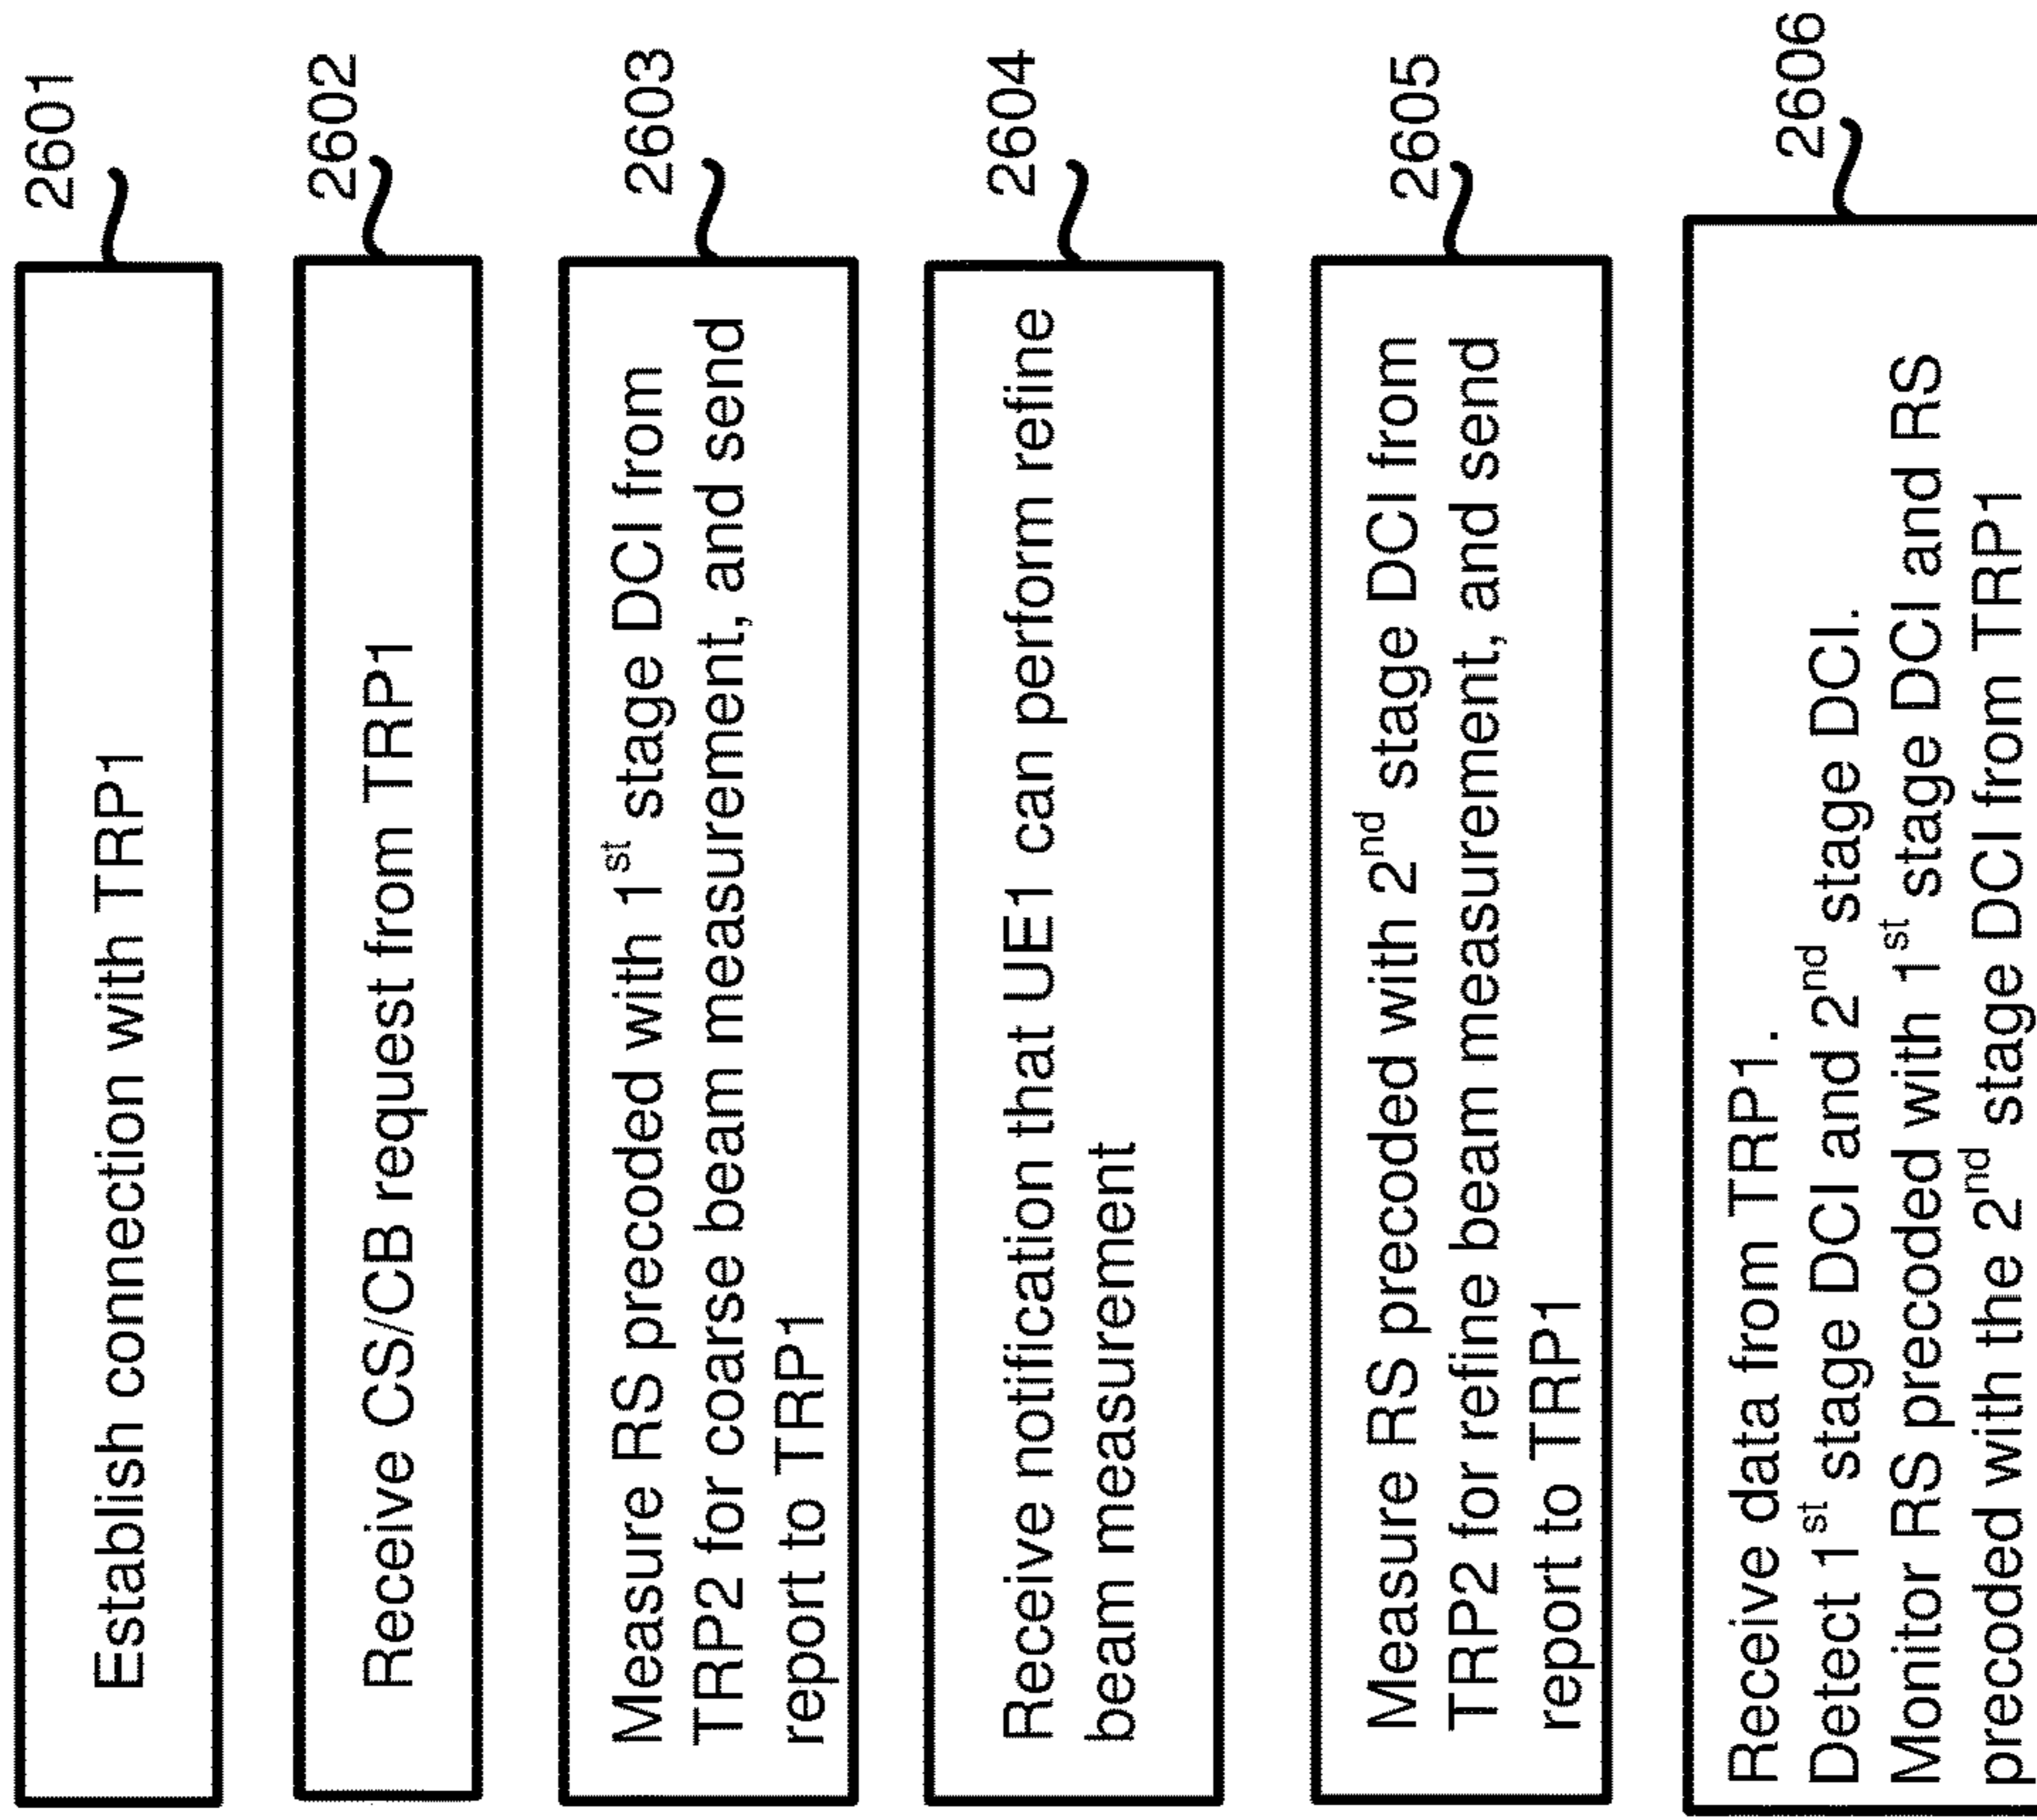 2601
Establish connection with TRP1
2602
Receive CS/CB request from TRP1
2603
Measure RS precoded with 1st stage DCI from
TRP2 for coarse beam measurement, and send
report to TRP1
2604
Receive notification that UE1 can perform refine
beam measurement
2605
Measure RS precoded with 2nd stage DCI from
TRP2 for refine beam measurement, and send
report to TRP1
2606
Receive data from TRP1.
Detect 1st stage DCI and 2nd stage DCI.
Monitor RS precoded with 1st stage DCI and RS
precoded with the 2nd stage DCI from TRP1